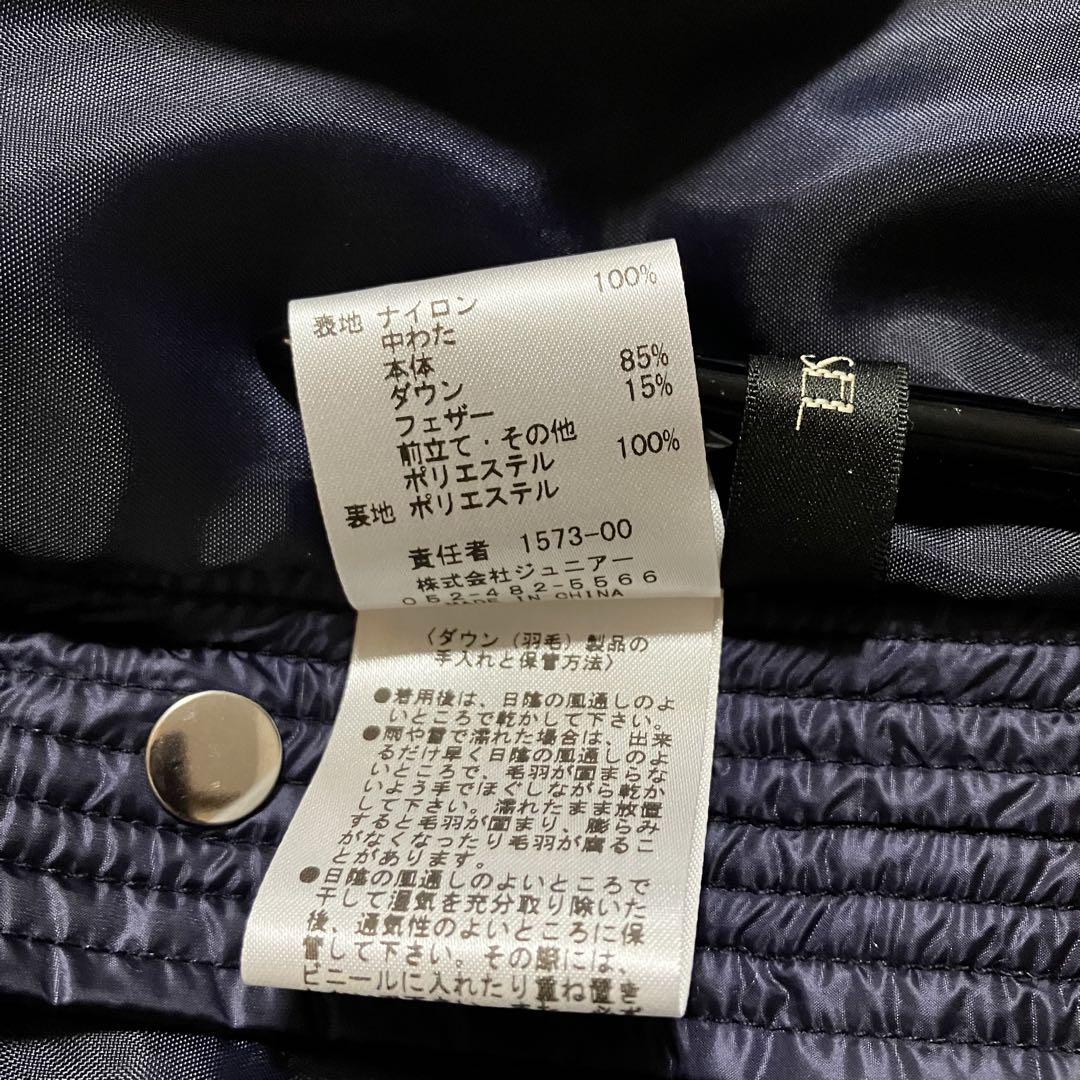 表地 ナイロン 100%
中わた
本体
ダウン 85%
フェザー 15%
前立て・その他
ポリエステル 100%
裏地 ポリエステル
責任者 1573-00
株式会社ジュニアー
052-482-5566
MADE IN CHINA
〈ダウン(羽毛)製品の
手入れと保管方法〉
●着用後は、日陰の風通しのよ
いところで乾かして下さい。
●雨や雪で濡れた場合は、出来
るだけ早く日陰の風通しのよ
いところで、毛羽が固まらな
いよう手でほぐしながら乾か
して下さい。濡れたまま放置
すると毛羽が固まり、膨らみ
がなくなったり毛羽が腐るこ
とがあります。
●日陰の風通しのよいところで
干して湿気を充分取り除いた
後、通気性のよいところに保
管して下さい。その際には、
ビニールに入れたり重ね置き